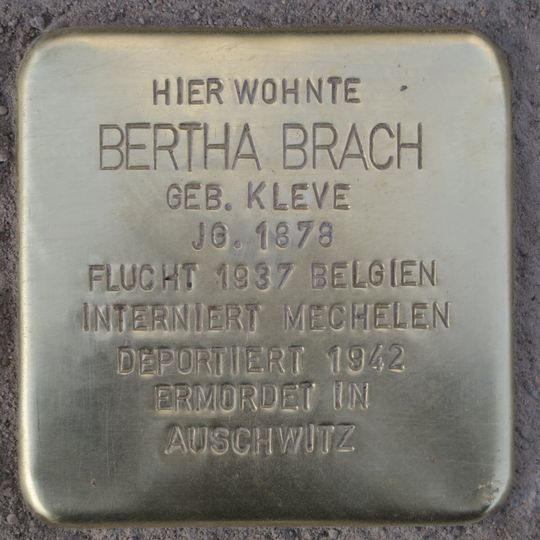 HIER WOHNTE
BERTHA BRACH
GEB. KLEVE
JG. 1878
FLUCHT 1937 BELGIEN
INTERNIERT MECHELEN
DEPORTIERT 1942
ERMORDET IN
AUSCHWITZ